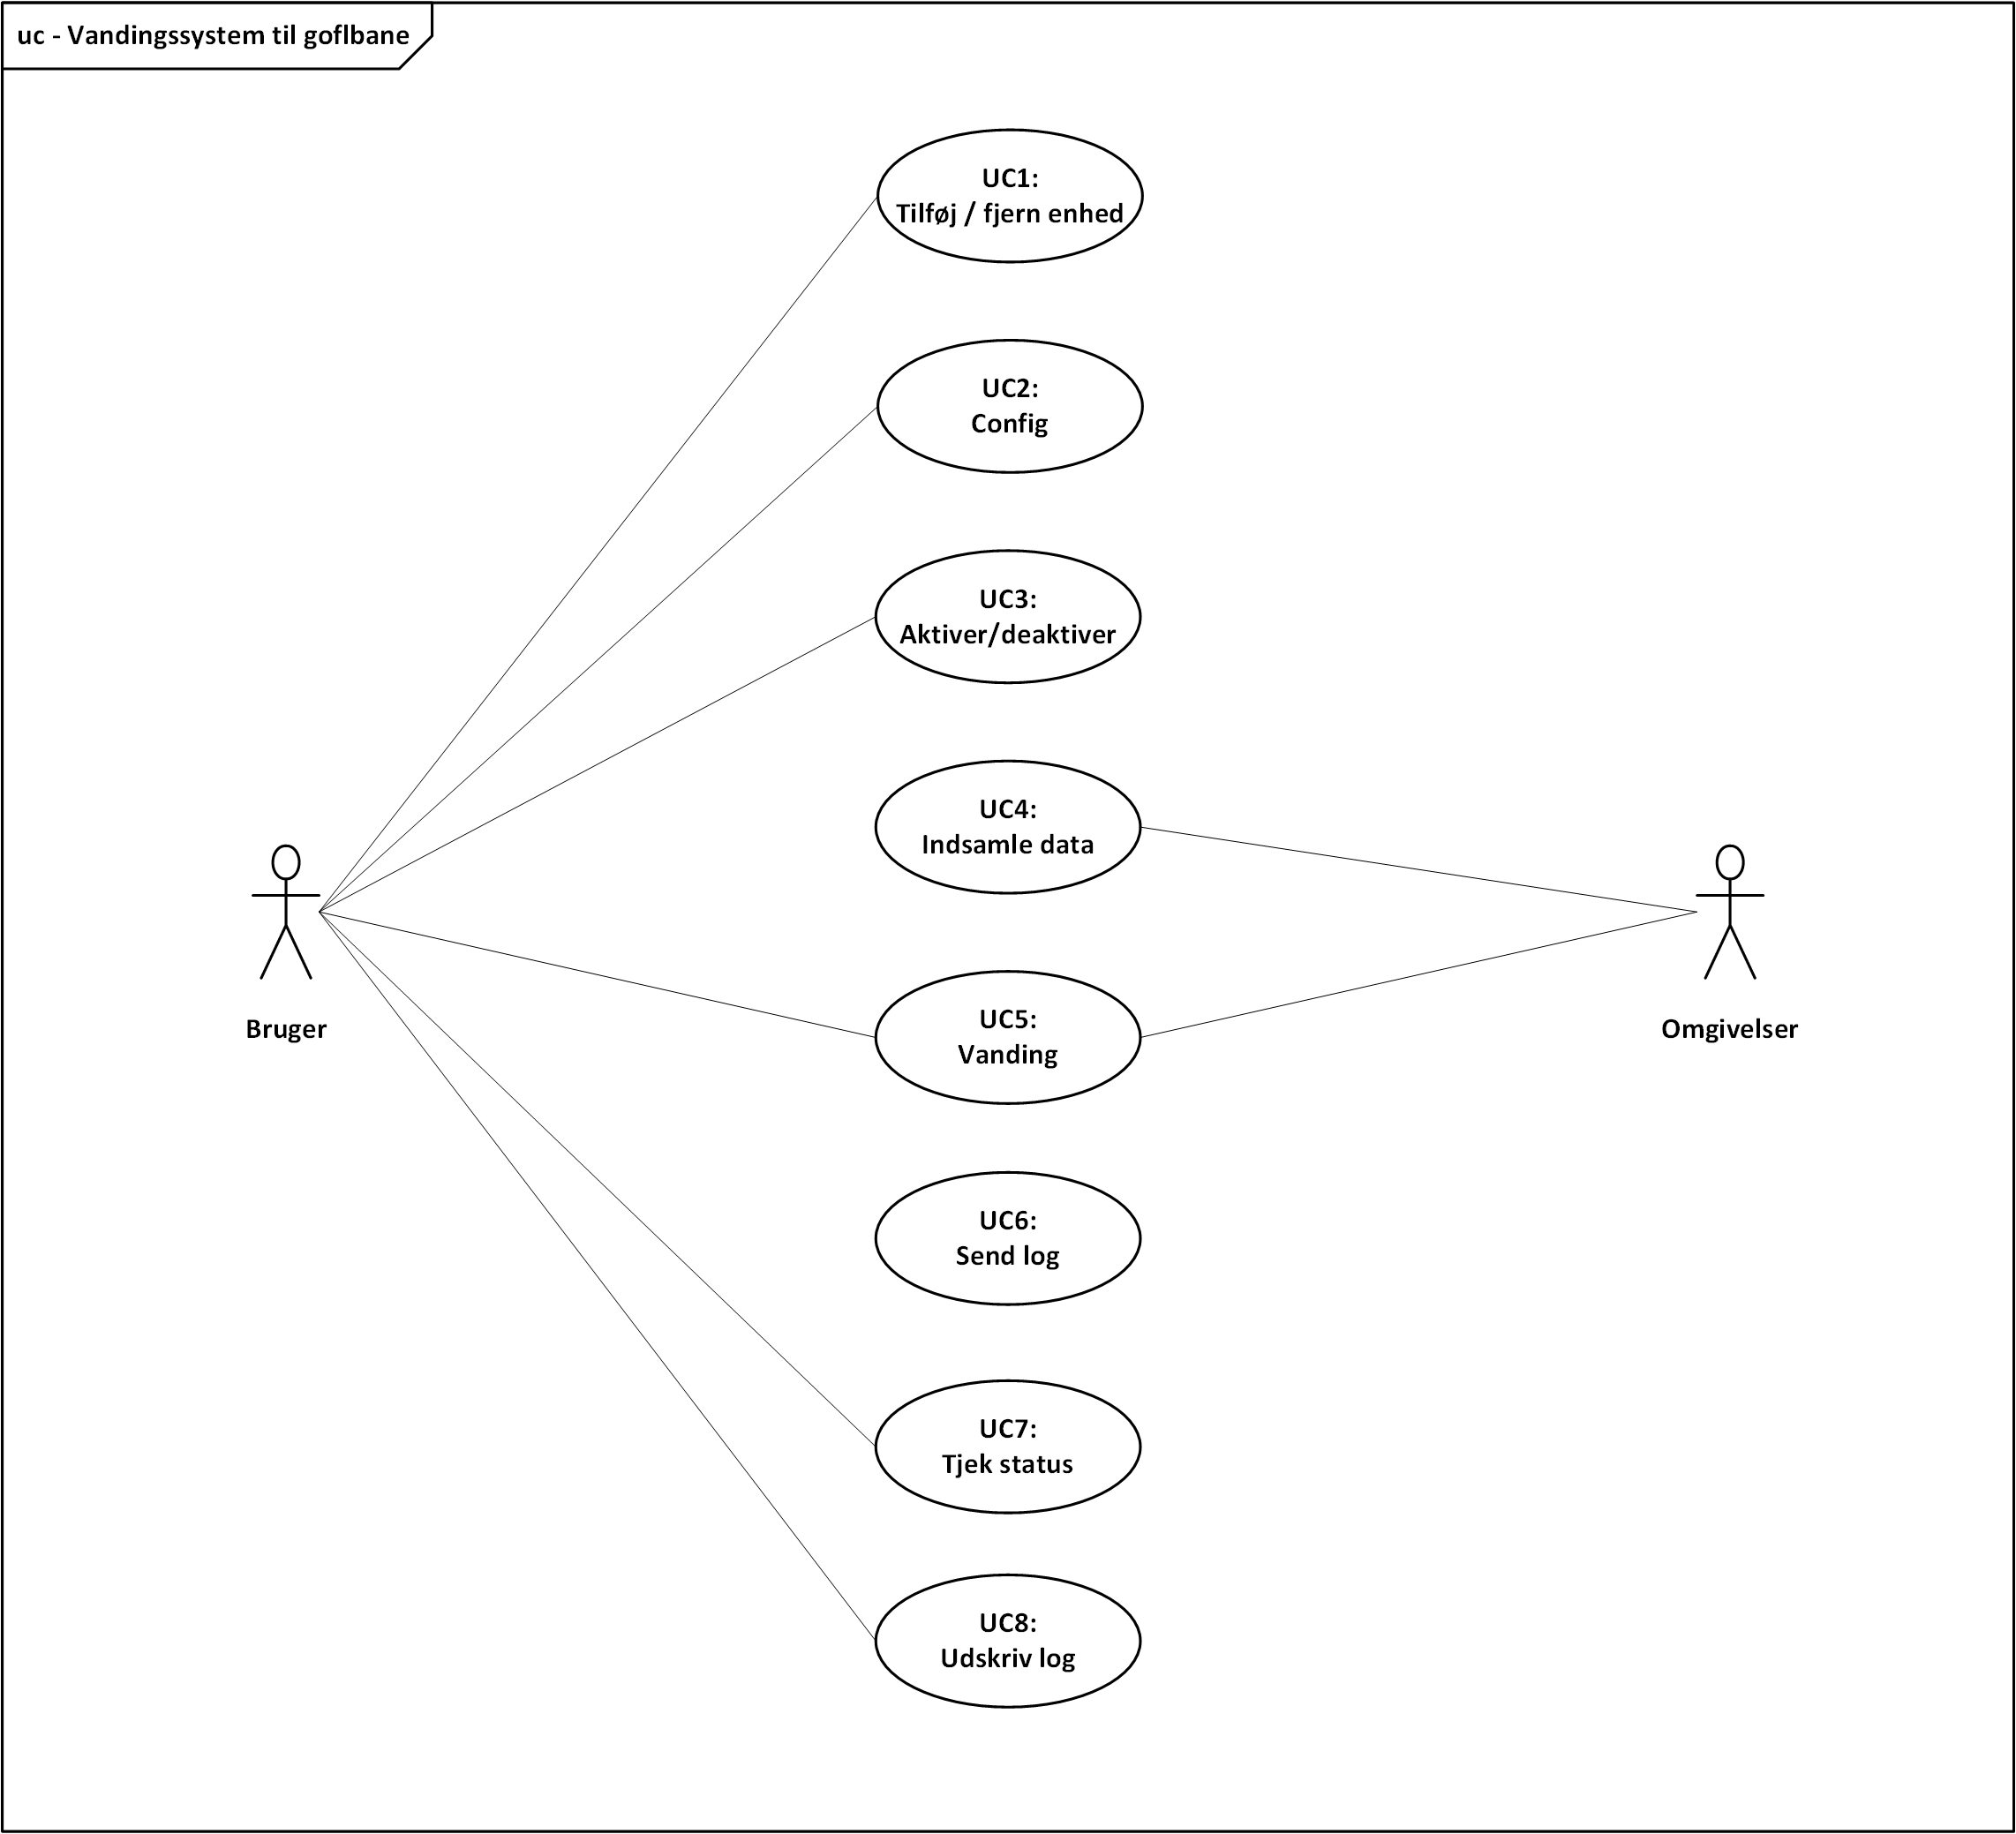 uc - Vandingssystem til goflbane
UC1:
Tilføj / fjern enhed
UC2:
Config
UC3:
Aktiver/deaktiver
UC4:
Indsamle data
Bruger
Omgivelser
UC5:
Vanding
UC6:
Send log
UC7:
Tjek status
UC8:
Udskriv log